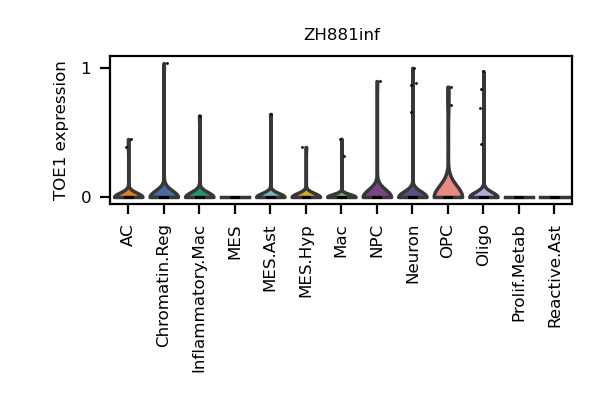 ZH881inf
TOE1 expression
1
0
AC
Chromatin.Reg
Inflammatory.Mac
MES
MES.Ast
MES.Hyp
Mac
NPC
Neuron
OPC
Oligo
Prolif.Metab
Reactive.Ast